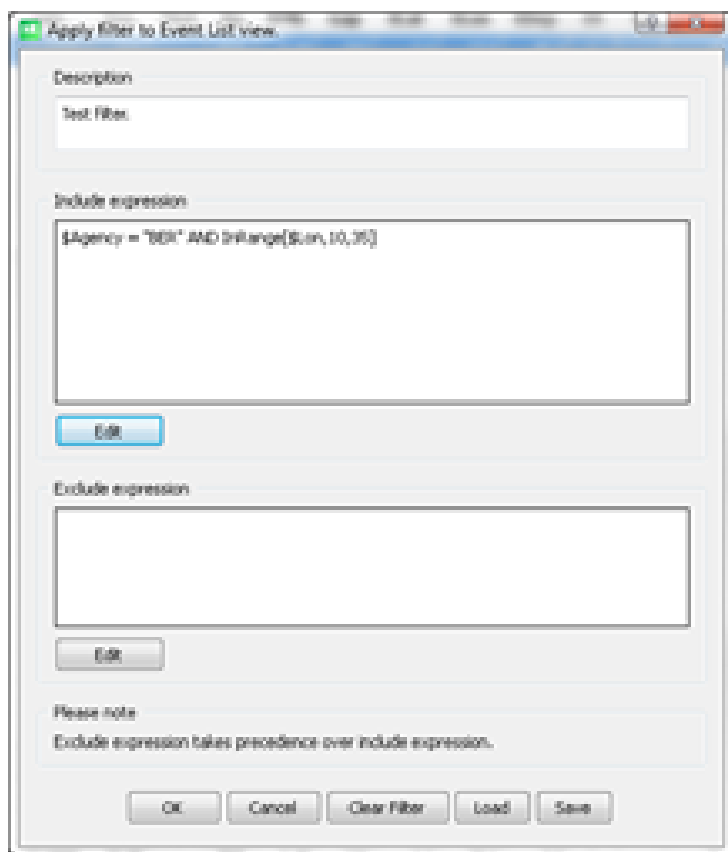 Apply filter to Event List view.
Description
Test Filter.
Include expression
$Agency = "BER" AND InRange[$Lon,10,35]
Edit
Exclude expression
Edit
Please note
Exclude expression takes precedence over include expression.
OK Cancel Clear Filter Load Save